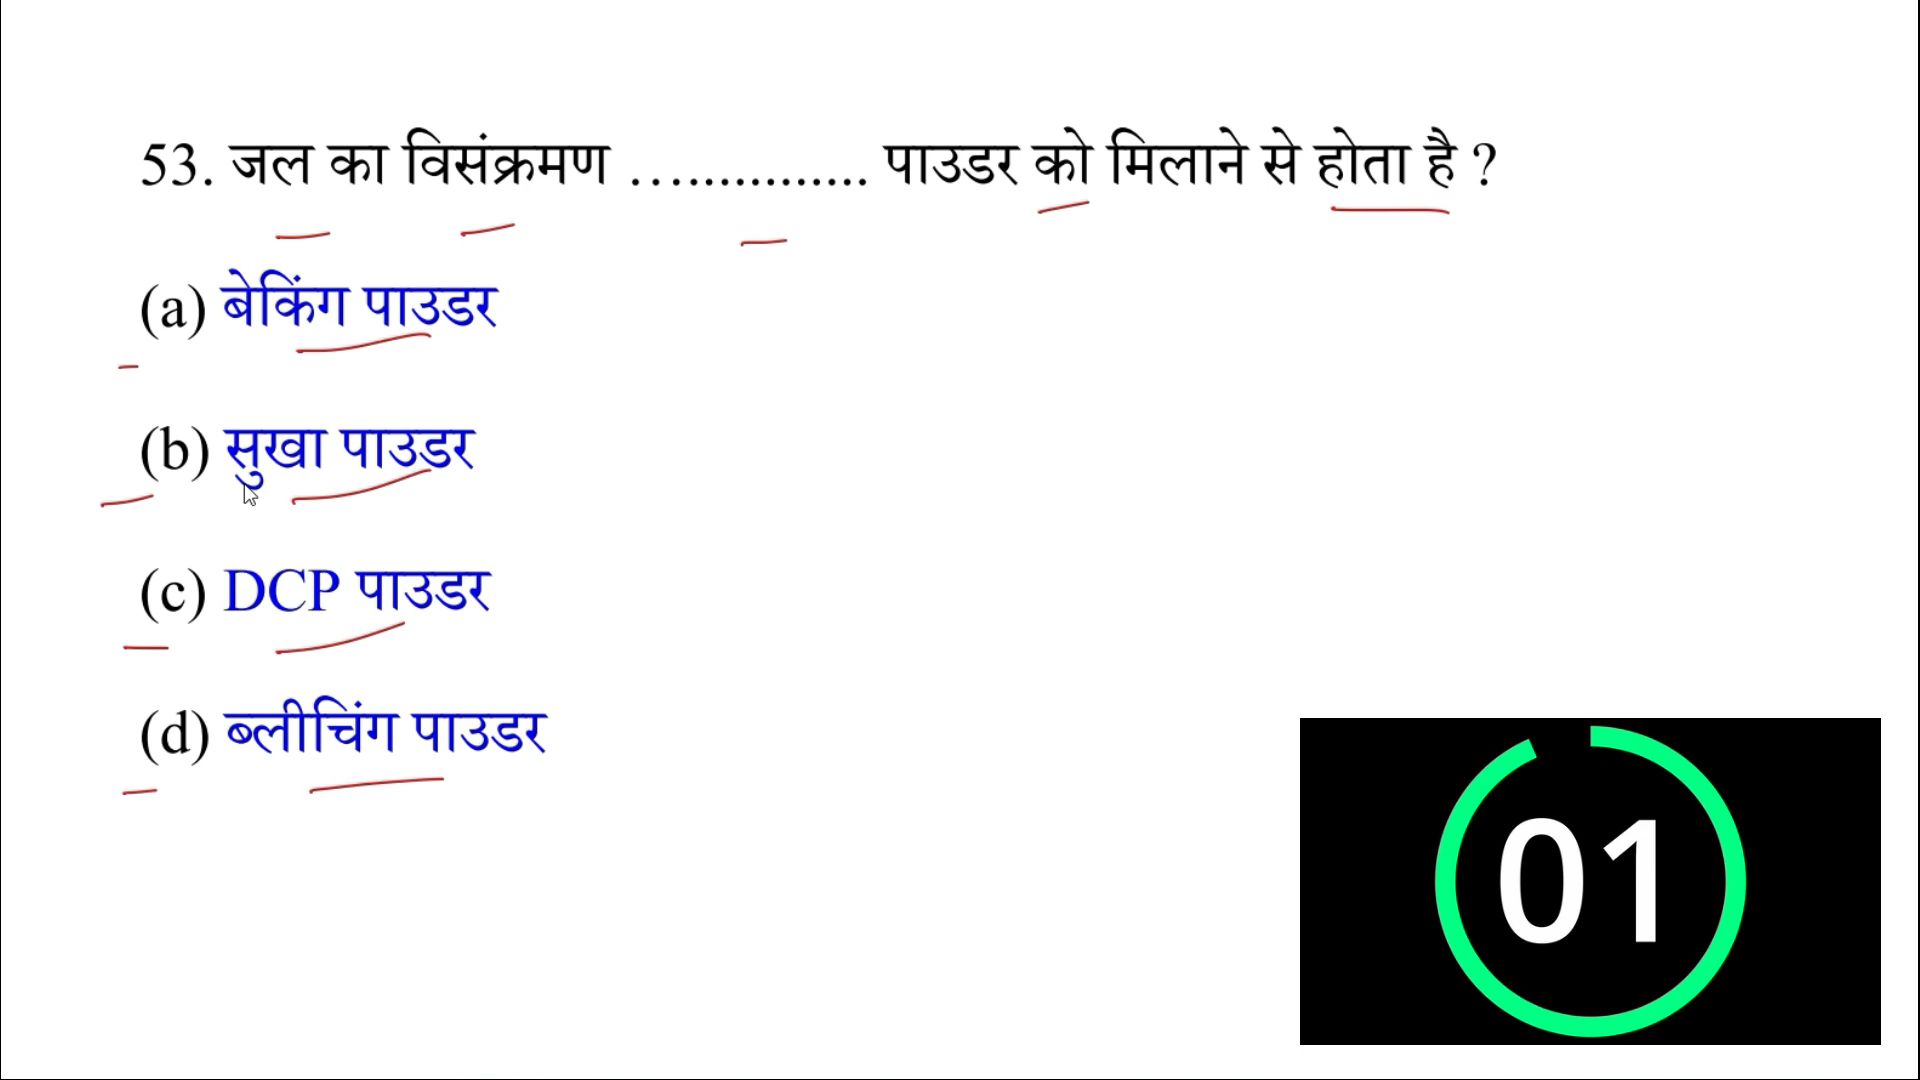 53. जल का विसंक्रमण ............... पाउडर को मिलाने से होता है ?
(a) बेकिंग पाउडर
(b) सुखा पाउडर
(c) DCP पाउडर
(d) ब्लीचिंग पाउडर
01